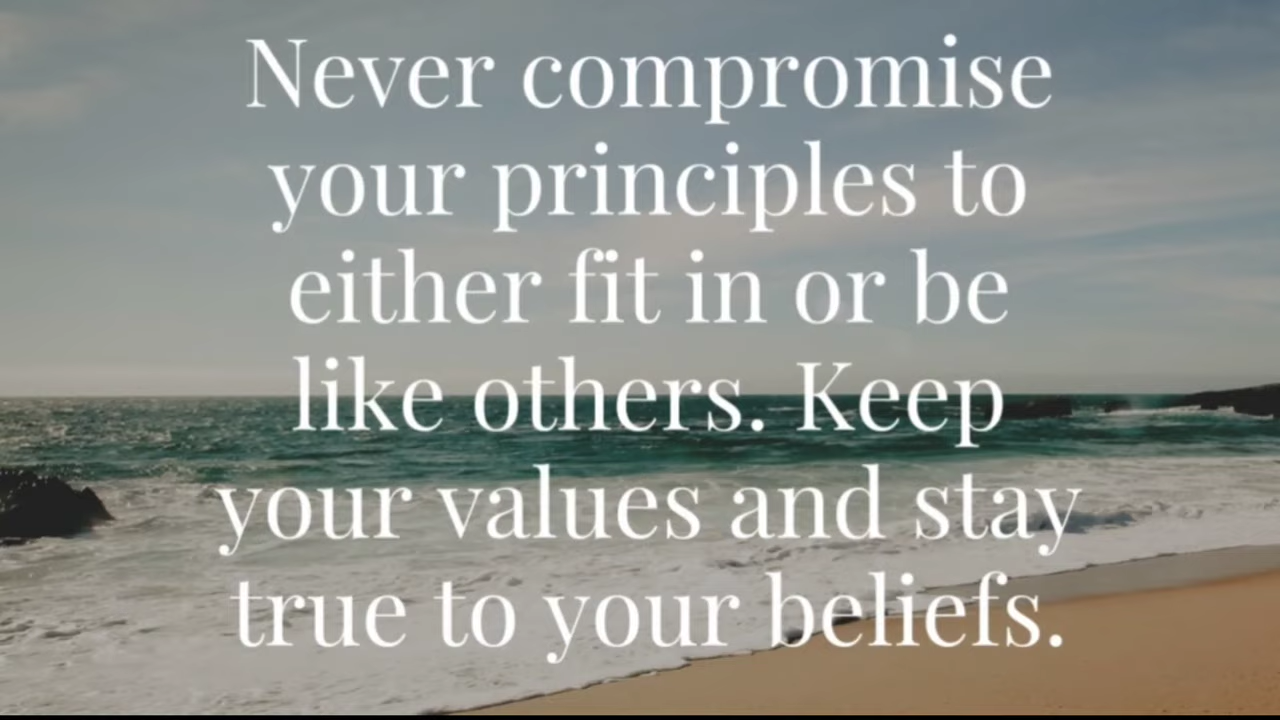 Never compromise
your principles to
either fit in or be
like others. Keep
your values and stay
true to your beliefs.